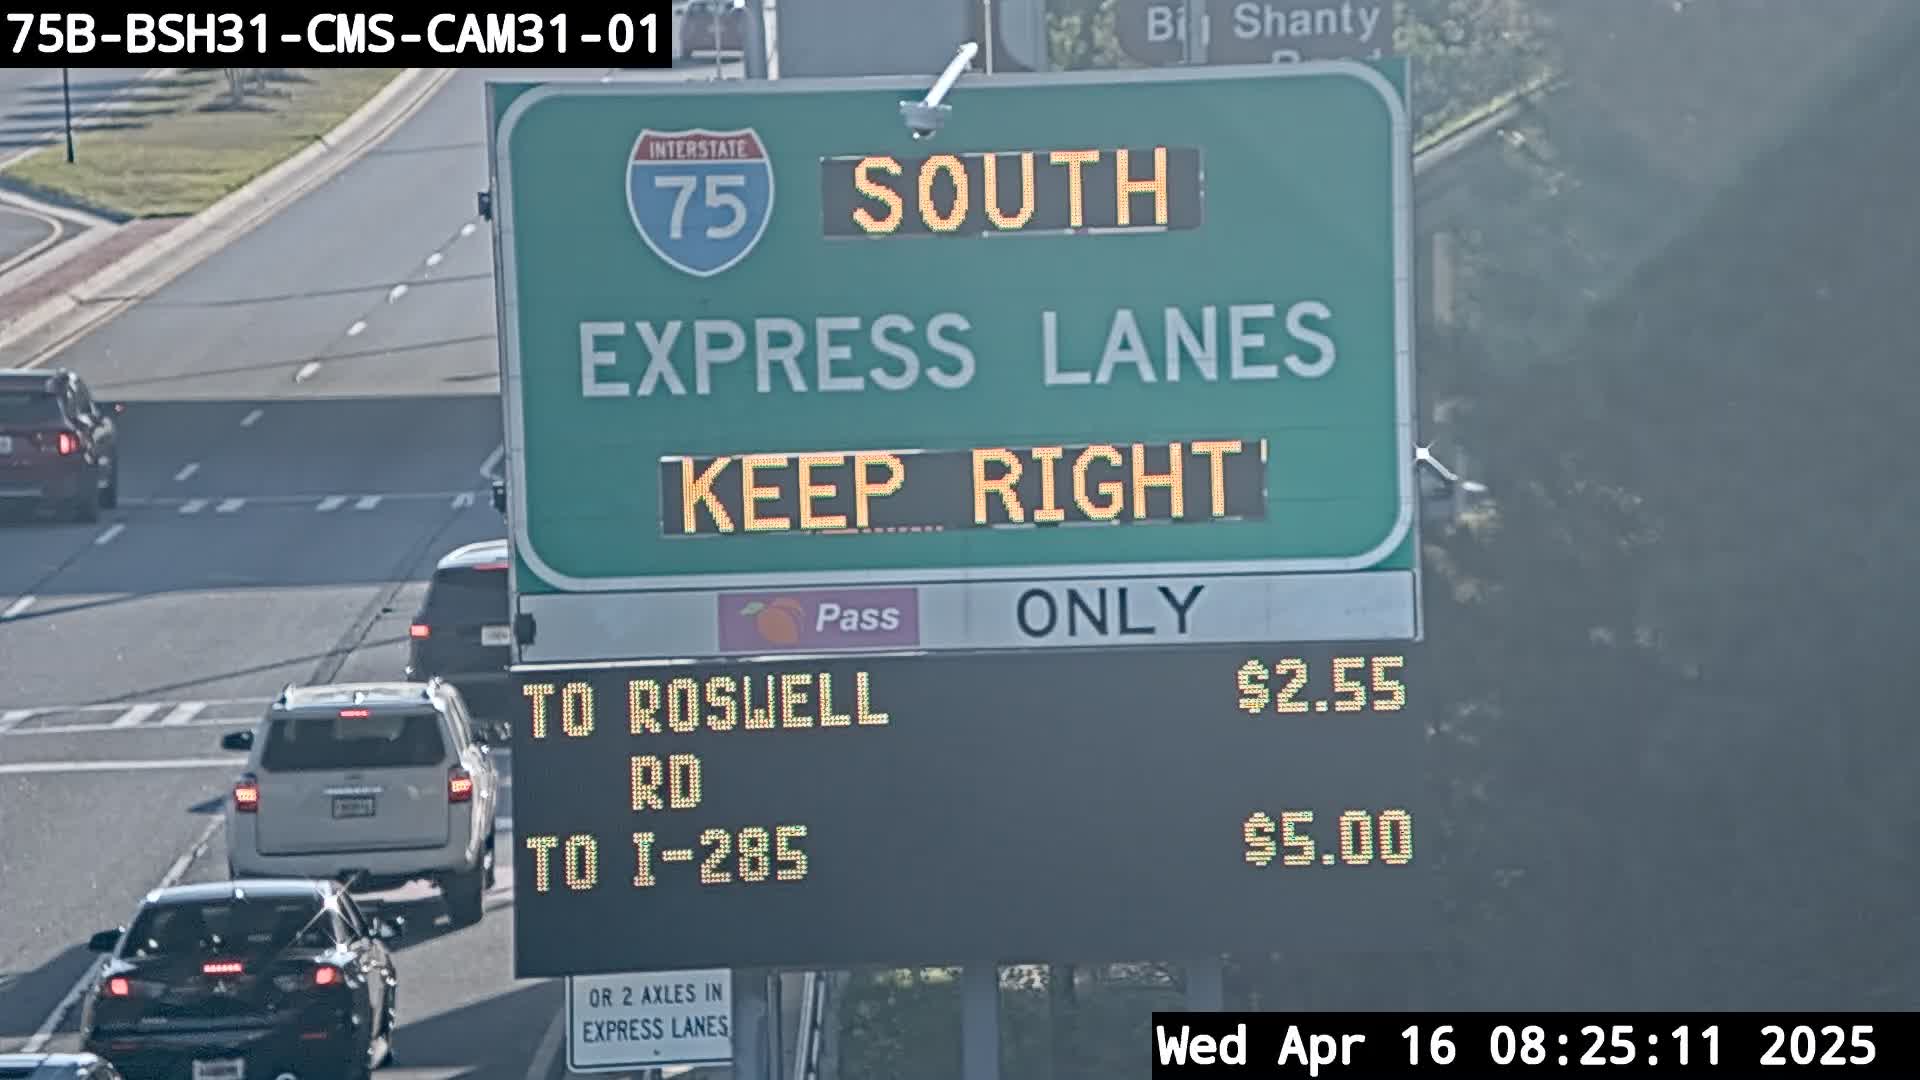 75B-BSH31-CMS-CAM31-01
Big Shanty
INTERSTATE
75
SOUTH
EXPRESS LANES
KEEP RIGHT
Pass ONLY
TO ROSWELL $2.55
RD
TO I-285 $5.00
OR 2 AXLES IN
EXPRESS LANES
Wed Apr 16 08:25:11 2025